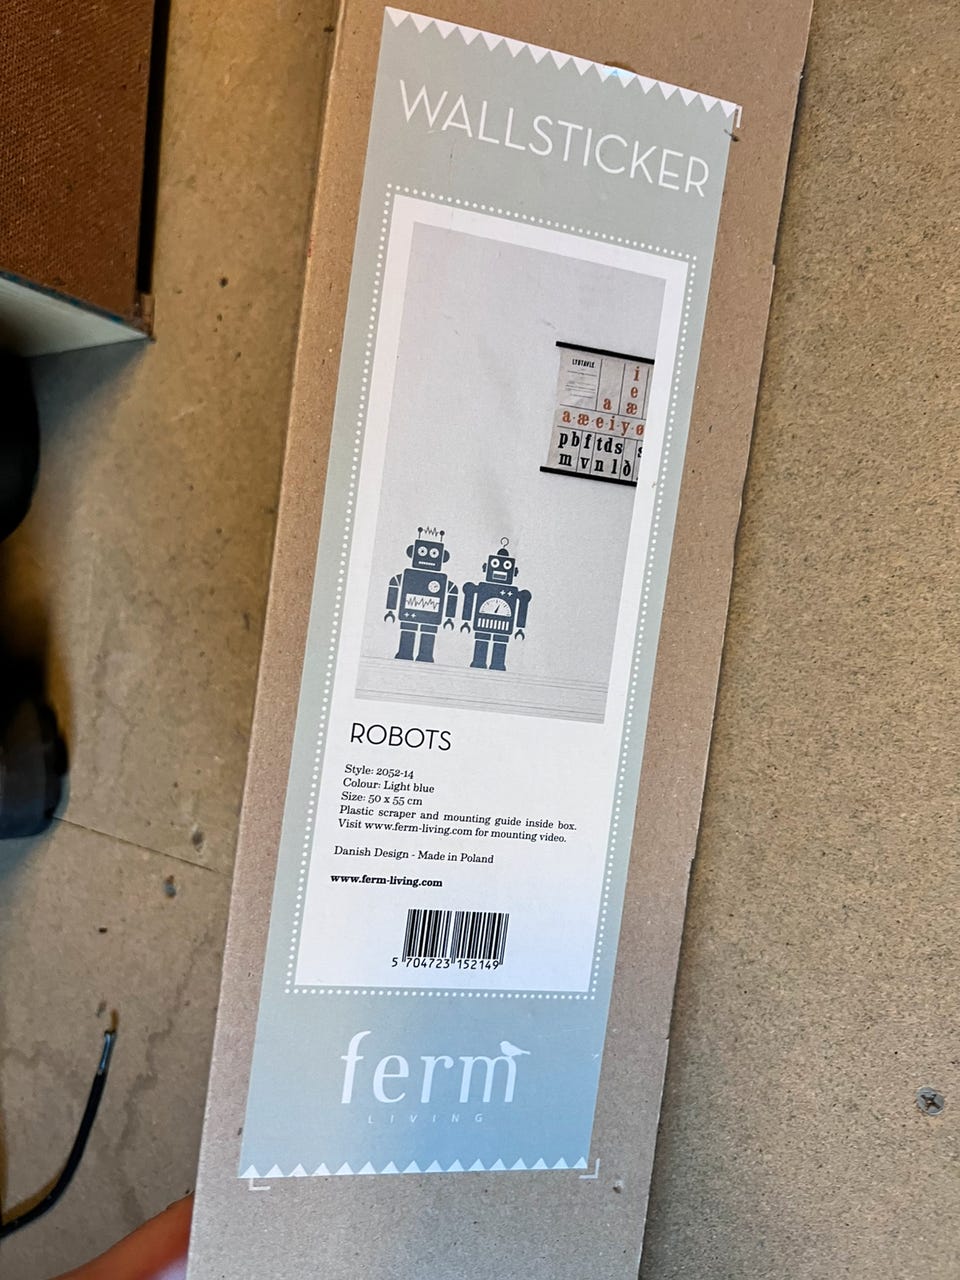 WALLSTICKER
LYDTAVLE
i
e
a æ
a·æ·e·i·y·ø
p b f t d s s
m v n l ð
ROBOTS
Style: 2052-14
Colour: Light blue
Size: 50 x 55 cm
Plastic scraper and mounting guide inside box.
Visit www.ferm-living.com for mounting video.
Danish Design - Made in Poland
www.ferm-living.com
5 704723 152149
ferm
LIVING